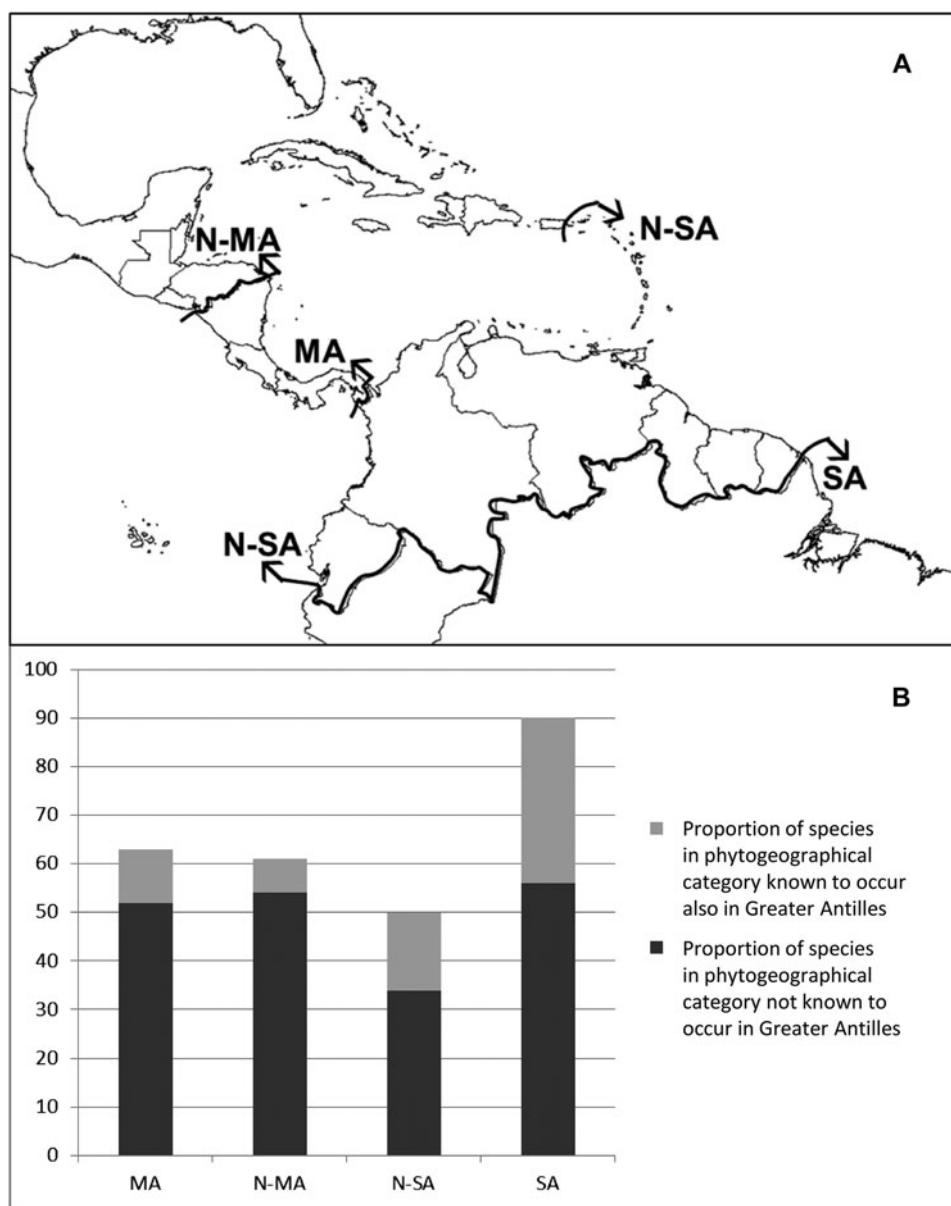 A
N-MA
N-SA
MA
SA
N-SA
100
B
90
80
70
60
50
40
30
20
10
0
MA
N-MA
N-SA
SA
Proportion of species
in phytogeographical
category known to occur
also in Greater Antilles
Proportion of species
in phytogeographical
category not known to
occur in Greater Antilles